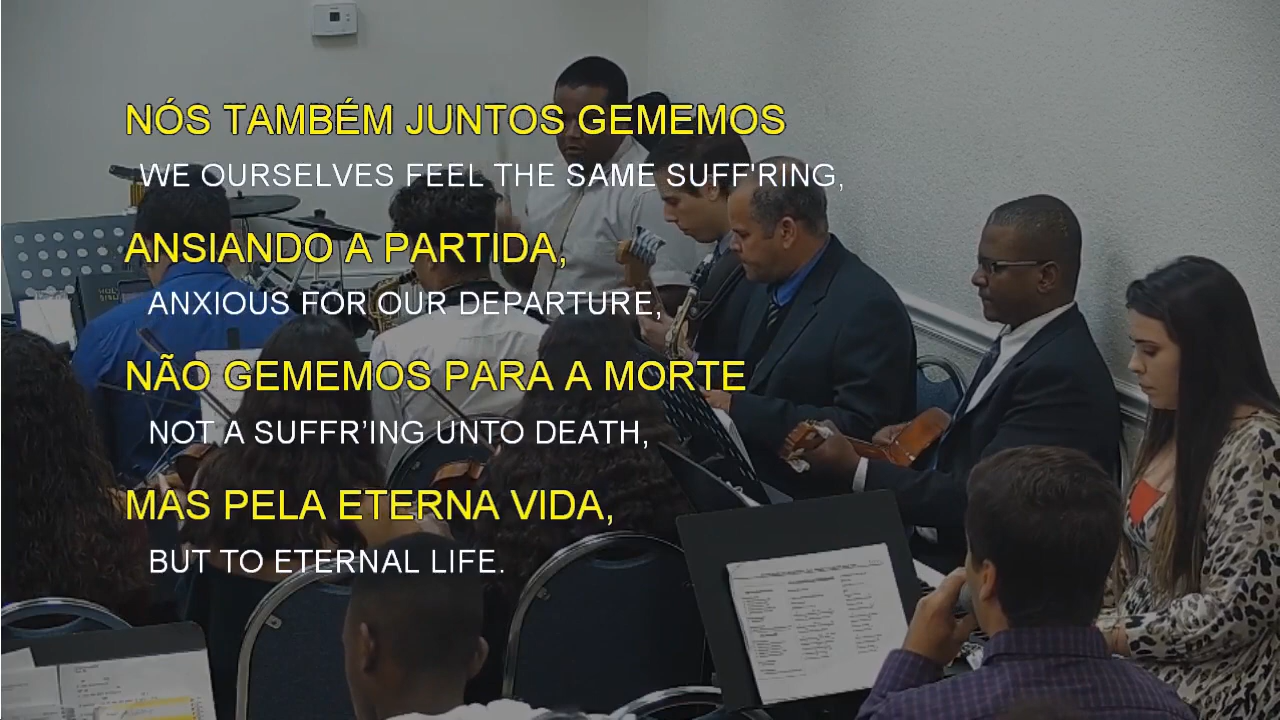 NÓS TAMBÉM JUNTOS GEMEMOS
WE OURSELVES FEEL THE SAME SUFF'RING,
ANSIANDO A PARTIDA,
ANXIOUS FOR OUR DEPARTURE,
NÃO GEMEMOS PARA A MORTE
NOT A SUFFR’ING UNTO DEATH,
MAS PELA ETERNA VIDA,
BUT TO ETERNAL LIFE.